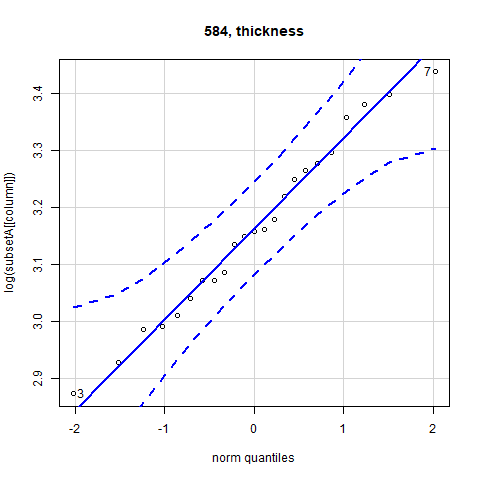 584, thickness
log(subsetA[[column]])
3.4
3.3
3.2
3.1
3.0
2.9
7
3
-2 -1 0 1 2
norm quantiles